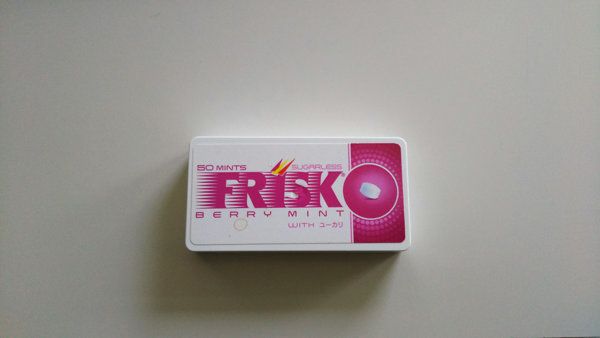 50 MINTS SUGARLESS
FRISK®
BERRY MINT
WITH ユーカリ